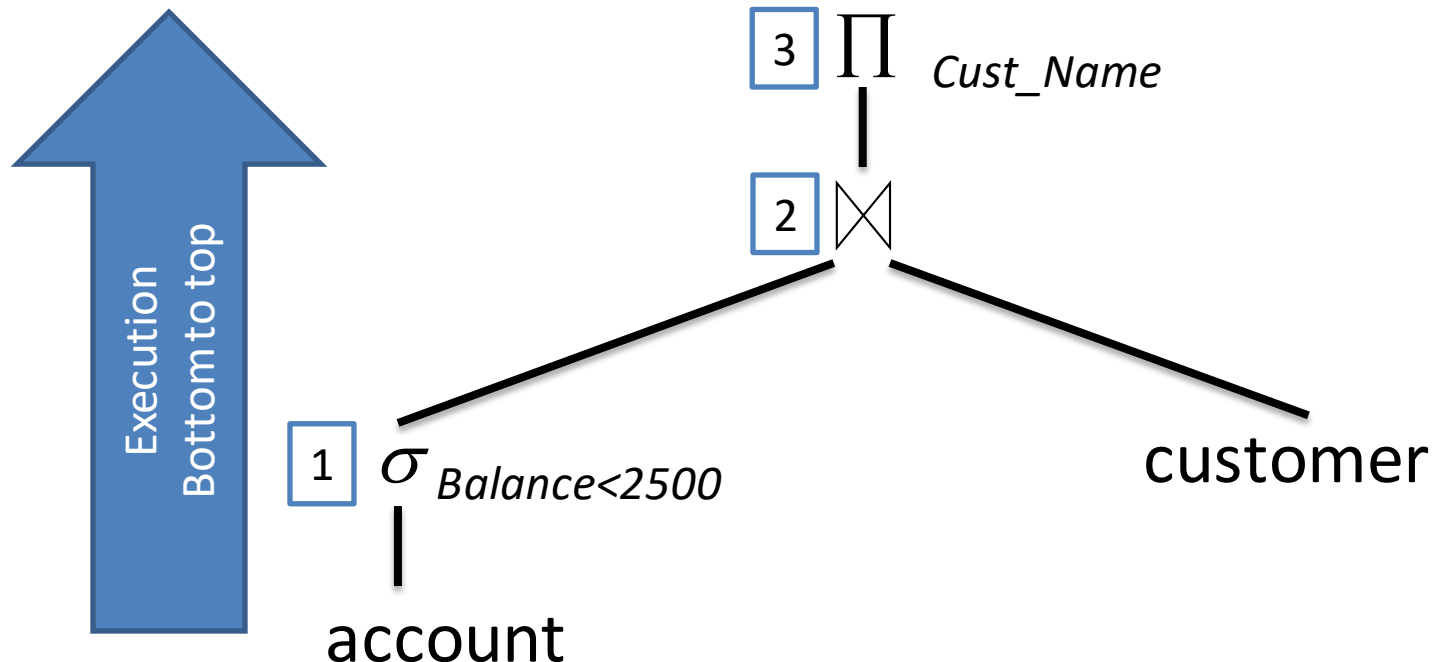 3 ∏ Cust_Name
2 ⋈
1 σ Balance<2500
customer
account
Execution
Bottom to top